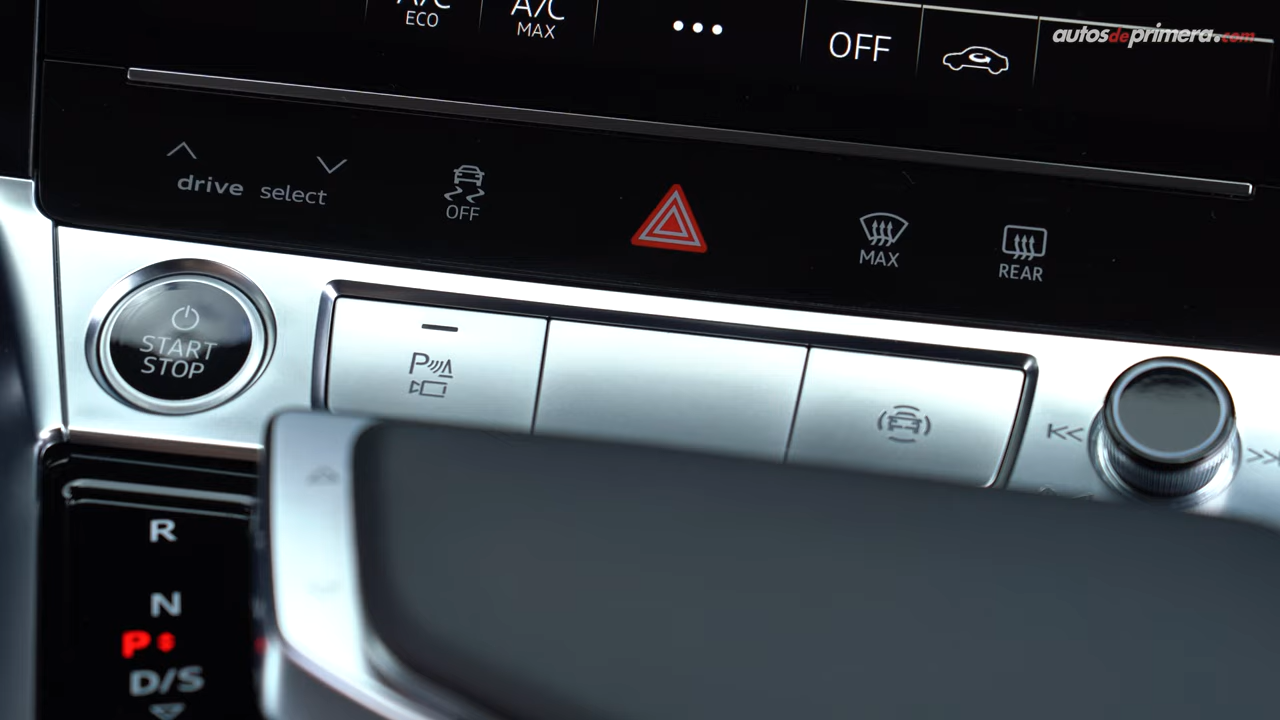 A/C
ECO
A/C
MAX
OFF
autosdeprimera.com
drive select
OFF
MAX
REAR
START
STOP
P
R
N
P
D/S